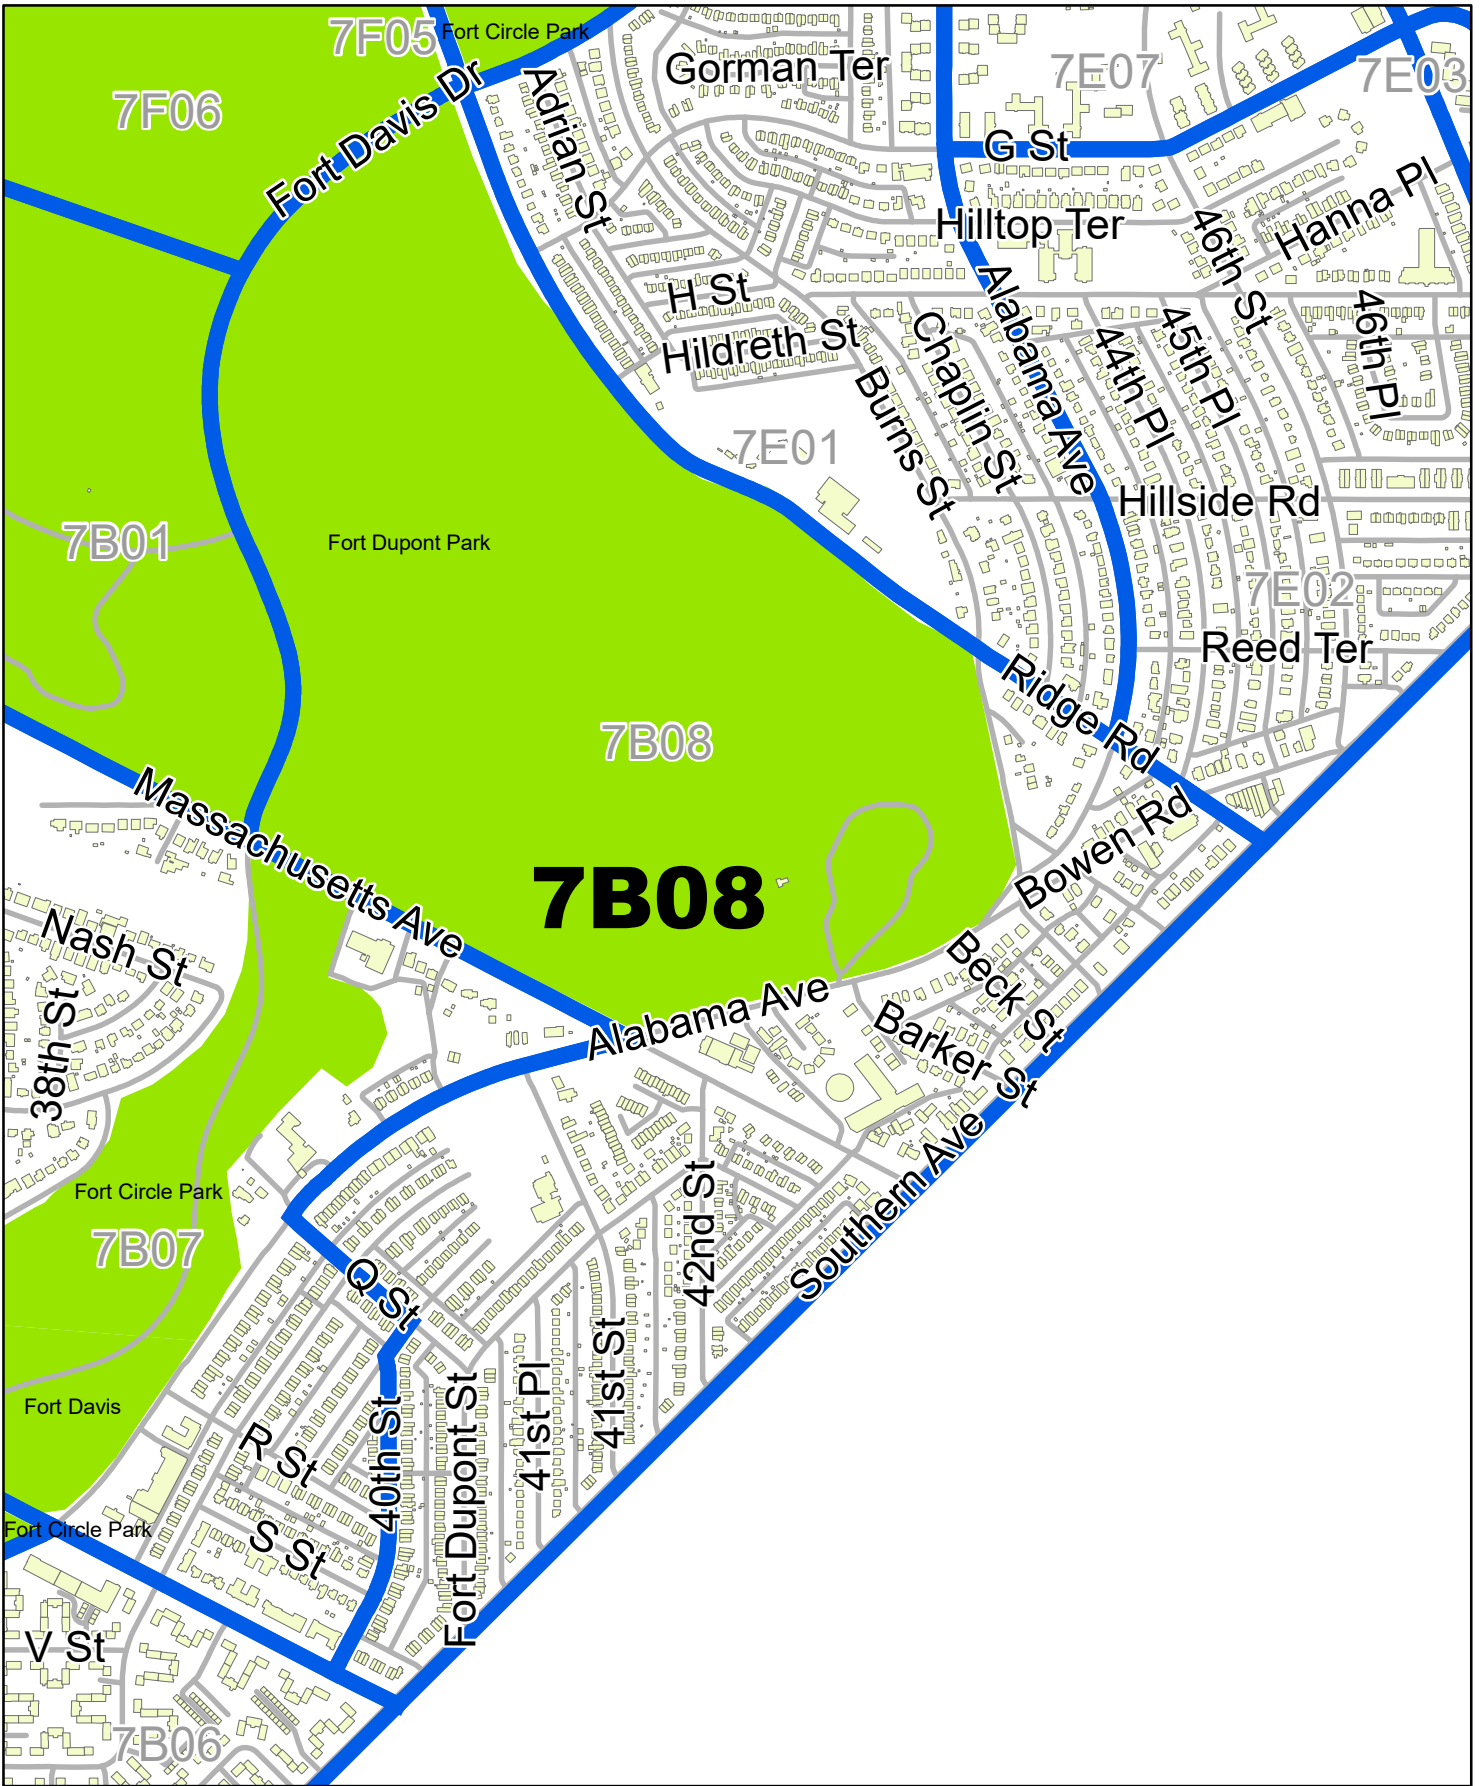 7F05
Fort Circle Park
Gorman Ter
7E07
7E03
7F06
Fort Davis Dr
Adrian St
G St
Hilltop Ter
46th St
Hanna Pl
H St
Hildreth St
Alabama Ave
Chaplin St
Burns St
44th Pl
45th Pl
46th Pl
7E01
Hillside Rd
7B01
Fort Dupont Park
7E02
Reed Ter
Ridge Rd
7B08
Massachusetts Ave
7B08
Bowen Rd
Nash St
38th St
Beck St
Alabama Ave
Barker St
Southern Ave
Fort Circle Park
7B07
42nd St
Q St
Fort Davis
41st St
41st Pl
Fort Dupont St
40th St
R St
S St
Fort Circle Park
V St
7B06